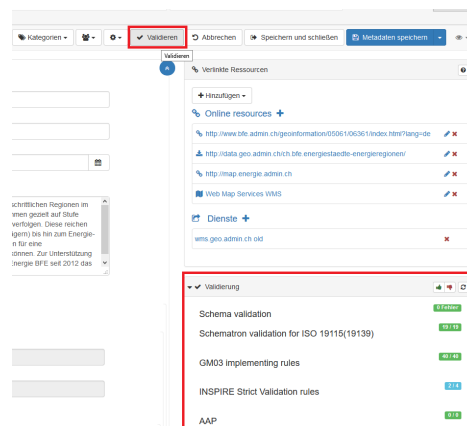 Kategorien
Validieren
Abbrechen
Speichern und schließen
Metadaten speichern
Validieren
Verlinkte Ressourcen
+ Hinzufügen
Online resources +
http://www.bfe.admin.ch/geoinformation/05061/06361/index.html?lang=de
http://data.geo.admin.ch/ch.bfe.energiestaedte-energieregionen/
http://map.energie.admin.ch
Web Map Services WMS
Dienste +
wms geo admin ch old
schrittlichen Regionen im
nmen gezielt auf Stufe
verfolgen. Diese reichen
igem) bis hin zum Energie-
n für eine
können. Zur Unterstützung
nergie BFE seit 2012 das
Validierung
Schema validation
0 Fehler
Schematron validation for ISO 19115(19139)
19 / 19
GM03 implementing rules
40 / 40
INSPIRE Strict Validation rules
2 / 4
AAP
0 / 0